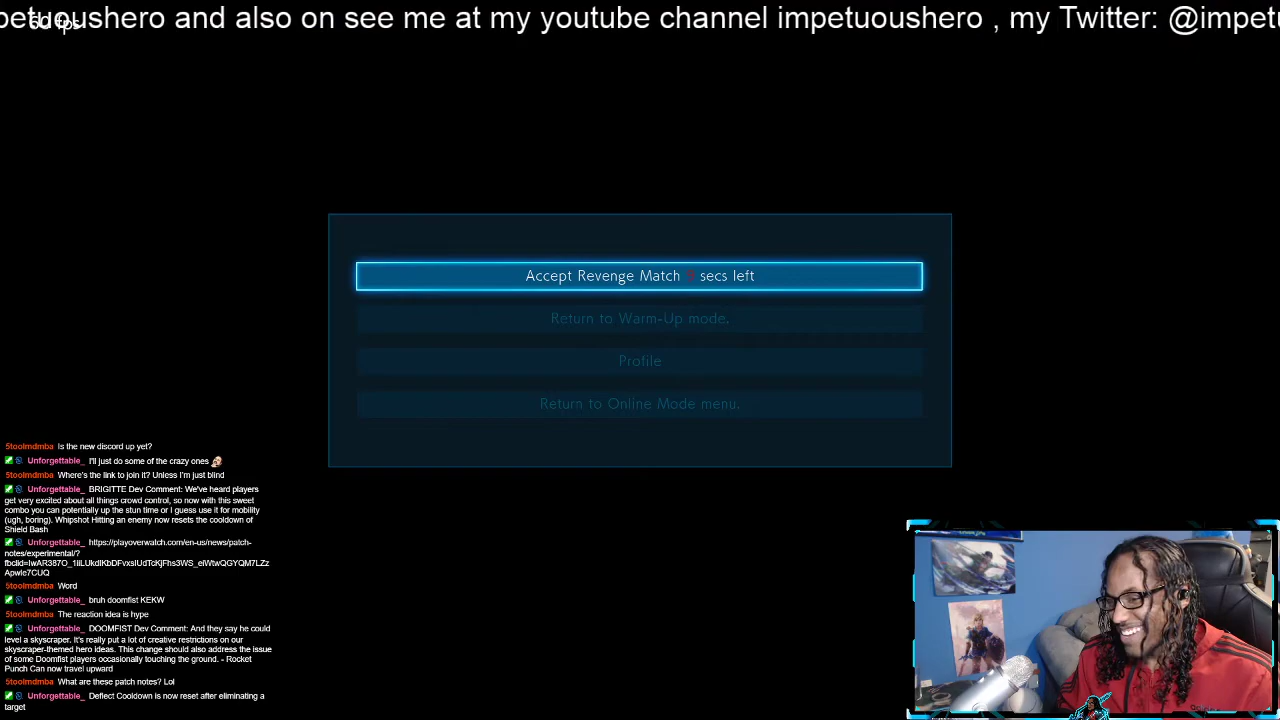 petuoushero and also on see me at my youtube channel impetuoushero , my Twitter: @impetu
60 fps
Accept Revenge Match secs left
Return to Warm-Up mode.
Profile
Return to Online Mode menu.
5toolmdmba Is the new discord up yet?
Unforgettable_ I'll just do some of the crazy ones
5toolmdmba Where's the link to join it? Unless I'm just blind
Unforgettable_ BRIGITTE Dev Comment: We've heard players
get very excited about all things crowd control, so now with this sweet
combo you can potentially up the stun time or I guess use it for mobility
(ugh, boring). Whipshot Hitting an enemy now resets the cooldown of
Shield Bash
Unforgettable_ https://playoverwatch.com/en-us/news/patch-
notes/experimental/?
5toolmdmba Word
Unforgettable_ bruh doomfist KEKW
5toolmdmba The reaction idea is hype
Unforgettable_ DOOMFIST Dev Comment: And they say he could
level a skyscraper. It's really put a lot of creative restrictions on our
skyscraper-themed hero ideas. This change should also address the issue
of some Doomfist players occasionally touching the ground. - Rocket
Punch Can now travel upward
5toolmdmba What are these patch notes? Lol
Unforgettable_ Deflect Cooldown is now reset after eliminating a
target